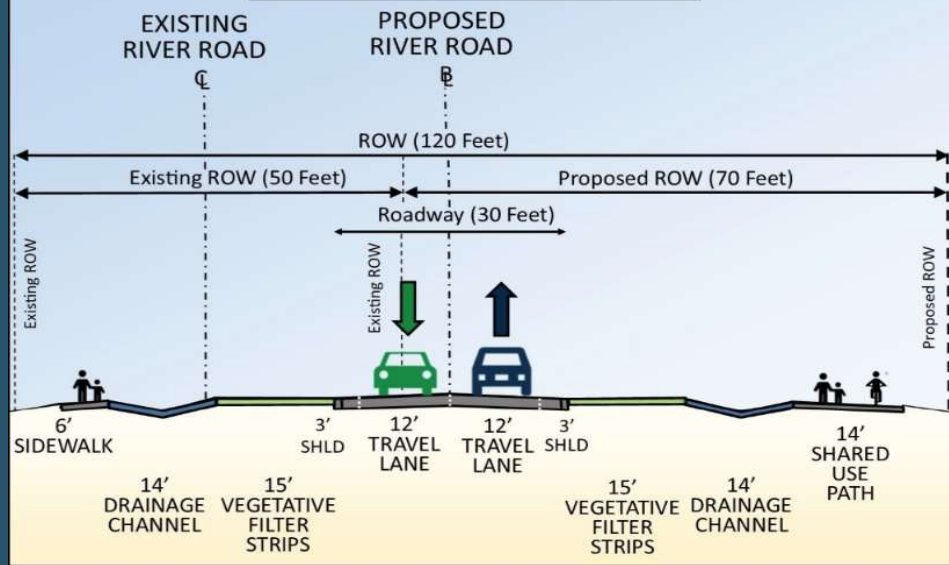 EXISTING
RIVER ROAD
℄
PROPOSED
RIVER ROAD
BL
ROW (120 Feet)
Existing ROW (50 Feet)
Proposed ROW (70 Feet)
Roadway (30 Feet)
Existing ROW
Existing ROW
Proposed ROW
6'
SIDEWALK
14'
DRAINAGE
CHANNEL
15'
VEGETATIVE
FILTER
STRIPS
3'
SHLD
12'
TRAVEL
LANE
12'
TRAVEL
LANE
3'
SHLD
15'
VEGETATIVE
FILTER
STRIPS
14'
DRAINAGE
CHANNEL
14'
SHARED
USE
PATH